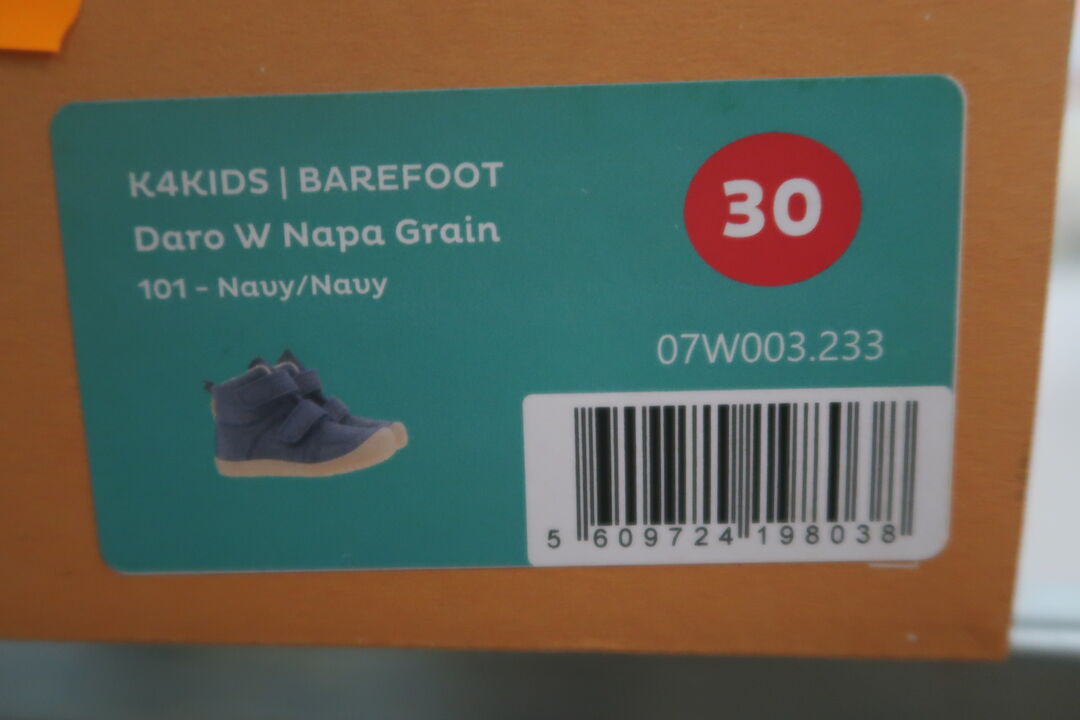 K4KIDS | BAREFOOT
Daro W Napa Grain
101 - Navy/Navy
30
07W003.233
5 609724 198038